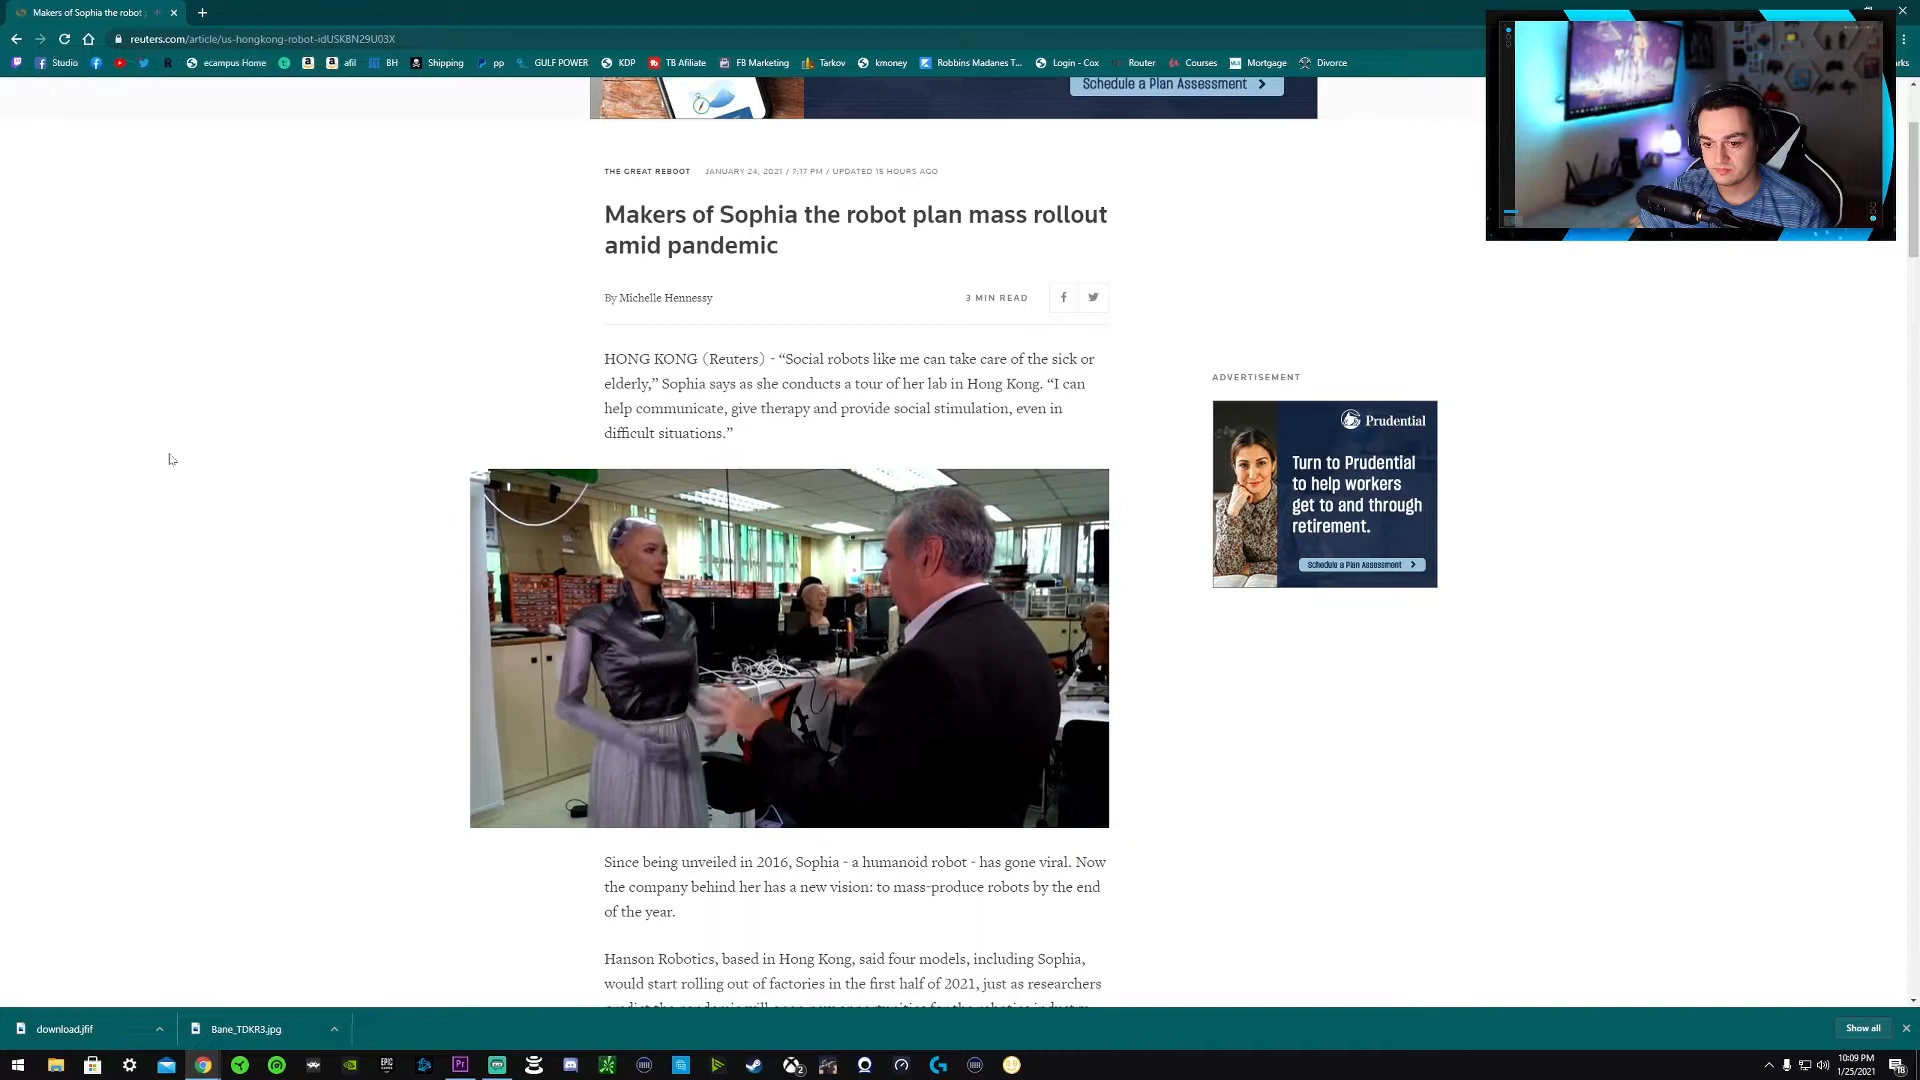 Makers of Sophia the robot
reuters.com/article/us-hongkong-robot-idUSKBN29U03X
Studio
ecampus Home
afil
BH
Shipping
pp
GULF POWER
KDP
TB Afiliate
FB Marketing
Tarkov
kmoney
Robbins Madanes T...
Login - Cox
Router
Courses
Mortgage
Divorce
Schedule a Plan Assessment
THE GREAT REBOOT JANUARY 24, 2021 / 7:17 PM / UPDATED 15 HOURS AGO
Makers of Sophia the robot plan mass rollout
amid pandemic
By Michelle Hennessy
3 MIN READ
HONG KONG (Reuters) - “Social robots like me can take care of the sick or
elderly,” Sophia says as she conducts a tour of her lab in Hong Kong. “I can
help communicate, give therapy and provide social stimulation, even in
difficult situations.”
ADVERTISEMENT
Prudential
Turn to Prudential
to help workers
get to and through
retirement.
Schedule a Plan Assessment
Since being unveiled in 2016, Sophia - a humanoid robot - has gone viral. Now
the company behind her has a new vision: to mass-produce robots by the end
of the year.
Hanson Robotics, based in Hong Kong, said four models, including Sophia,
would start rolling out of factories in the first half of 2021, just as researchers
download.jfif
Bane_TDKR3.jpg
Show all
10:09 PM
1/25/2021